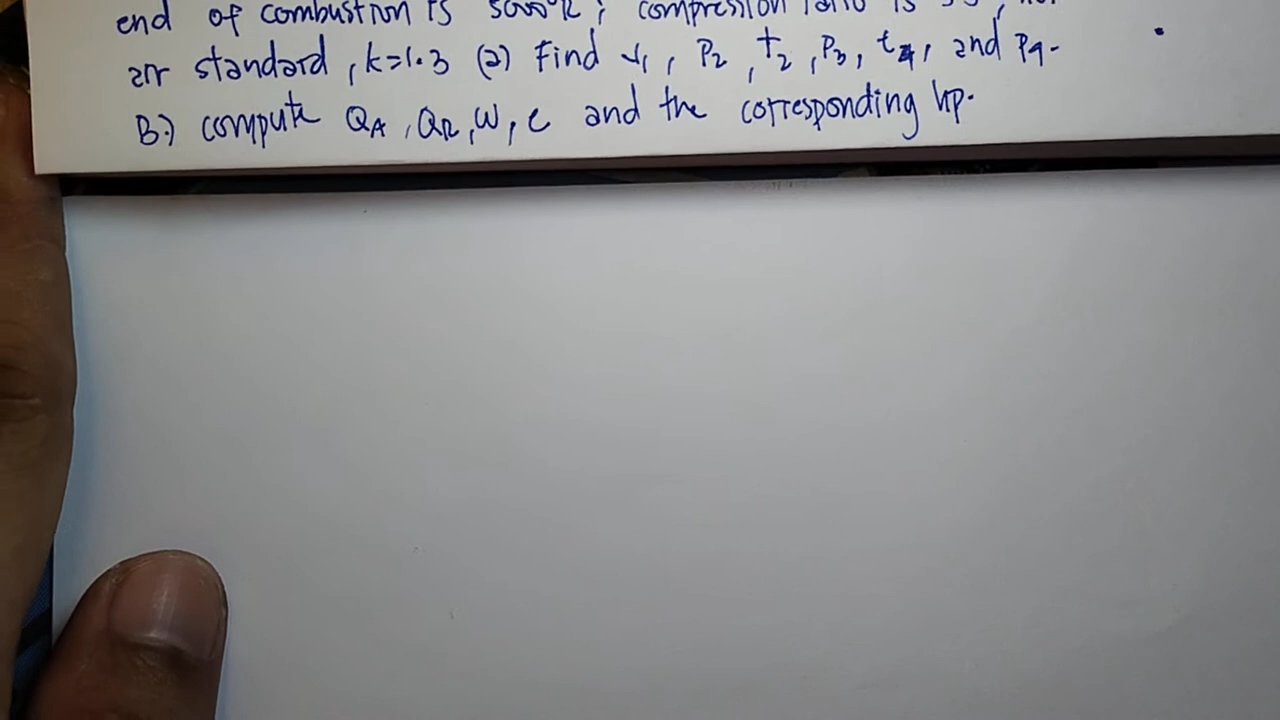 end of combustion is 5000°R; compression ratio is
air standard, k=1.3 (a) Find V1, P2, t2, P3, t4, and P4.
B.) compute QA, QR, W, e and the corresponding hp.